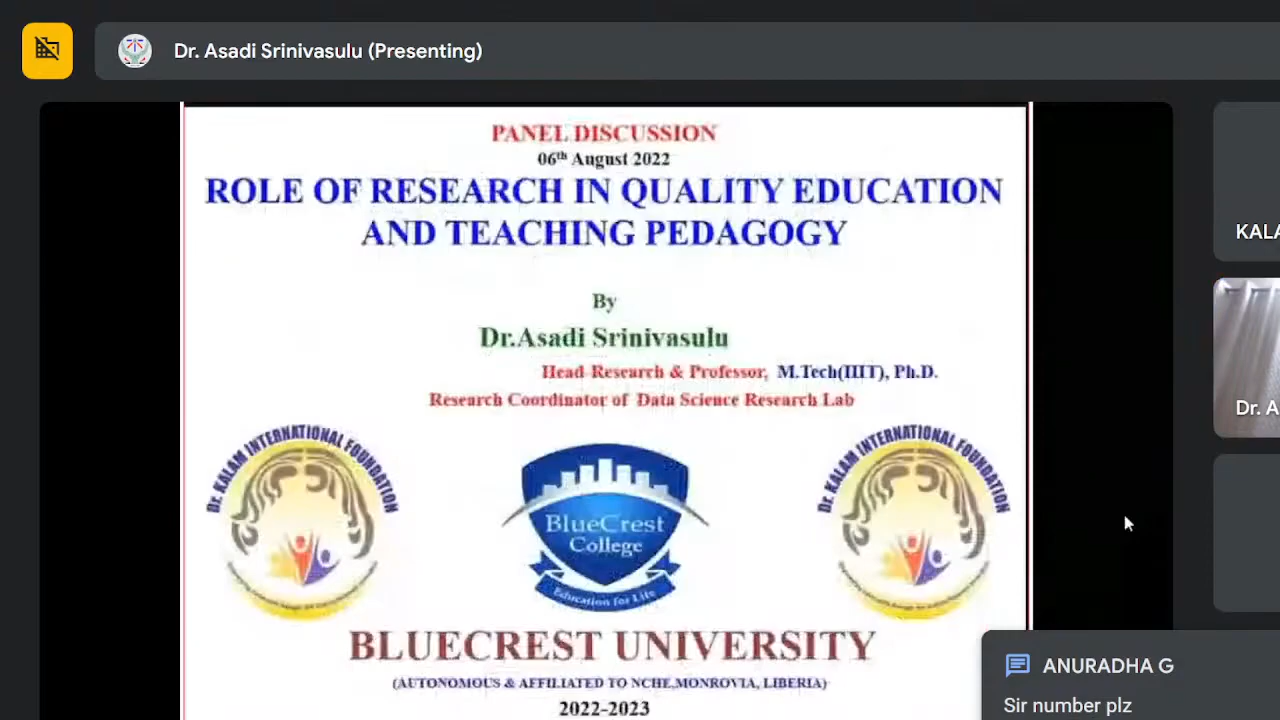 Dr. Asadi Srinivasulu (Presenting)
PANEL DISCUSSION
06th August 2022
ROLE OF RESEARCH IN QUALITY EDUCATION
AND TEACHING PEDAGOGY
By
Dr.Asadi Srinivasulu
Head-Research & Professor, M.Tech(IIIT), Ph.D.
Research Coordinator of Data Science Research Lab
Dr. KALAM INTERNATIONAL FOUNDATION
BlueCrest
College
Education for Life
Dr. KALAM INTERNATIONAL FOUNDATION
BLUECREST UNIVERSITY
(AUTONOMOUS & AFFILIATED TO NCHE,MONROVIA, LIBERIA)
2022-2023
KALA
Dr. A
ANURADHA G
Sir number plz